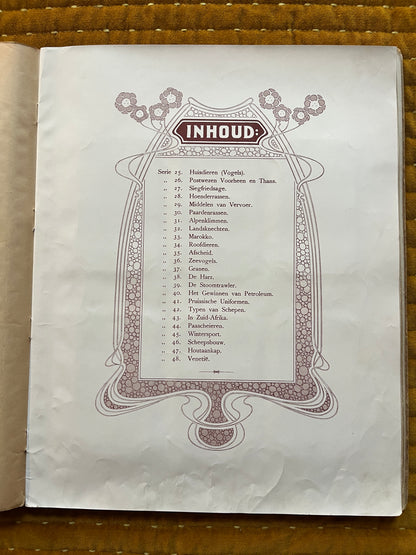 INHOUD:
Serie 25. Huisdieren (Vogels).
„ 26. Postwezen Voorheen en Thans.
„ 27. Siegfriedsage.
„ 28. Hoenderrassen.
„ 29. Middelen van Vervoer.
„ 30. Paardenrassen.
„ 31. Alpenklimmen.
„ 32. Landsknechten.
„ 33. Marokko.
„ 34. Roofdieren.
„ 35. Afscheid.
„ 36. Zeevogels.
„ 37. Granen.
„ 38. De Harz.
„ 39. De Stoomtrawler.
„ 40. Het Gewinnen van Petroleum.
„ 41. Pruisische Uniformen.
„ 42. Typen van Schepen.
„ 43. In Zuid-Afrika.
„ 44. Paascheieren.
„ 45. Wintersport.
„ 46. Scheepsbouw.
„ 47. Houtaankap.
„ 48. Venetië.